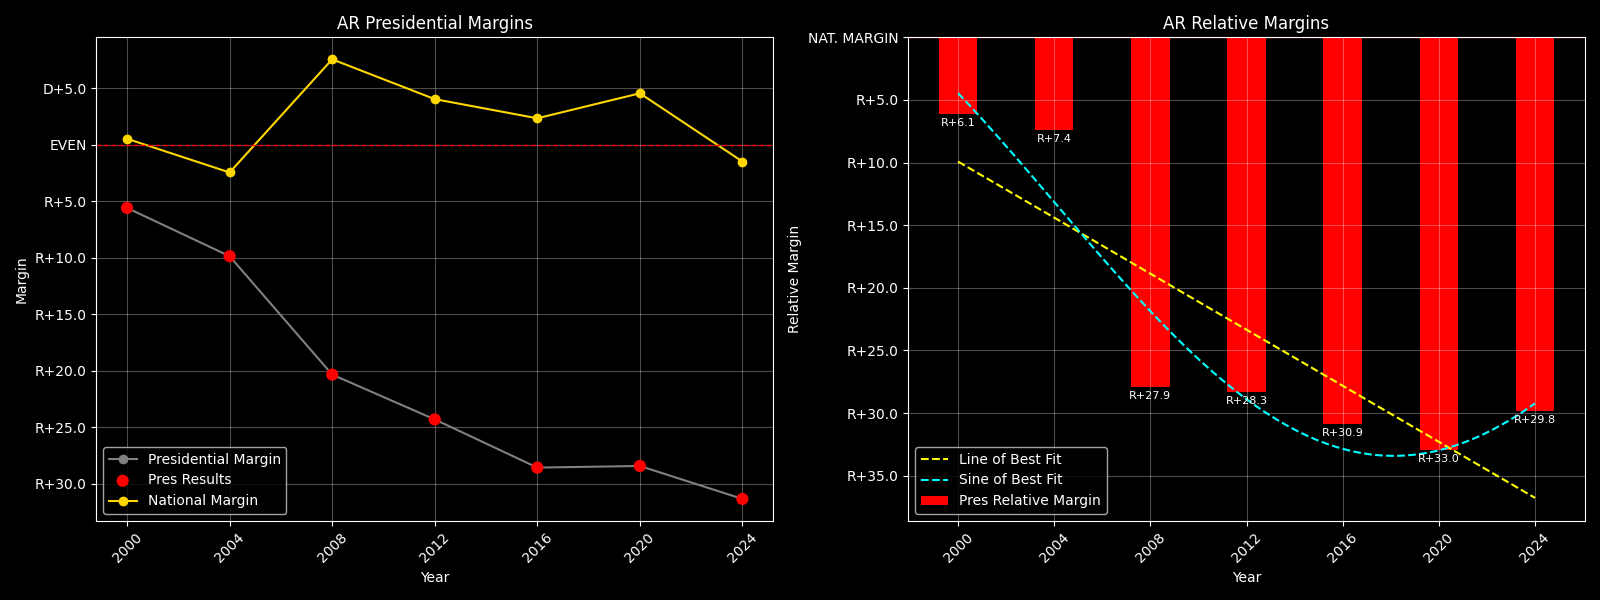 AR Presidential Margins
Margin
D+5.0
EVEN
R+5.0
R+10.0
R+15.0
R+20.0
R+25.0
R+30.0
Presidential Margin
Pres Results
National Margin
2000
2004
2008
2012
2016
2020
2024
Year
AR Relative Margins
Relative Margin
NAT. MARGIN
R+5.0
R+10.0
R+15.0
R+20.0
R+25.0
R+30.0
R+35.0
R+6.1
R+7.4
R+27.9
R+28.3
R+30.9
R+33.0
R+29.8
Line of Best Fit
Sine of Best Fit
Pres Relative Margin
2000
2004
2008
2012
2016
2020
2024
Year